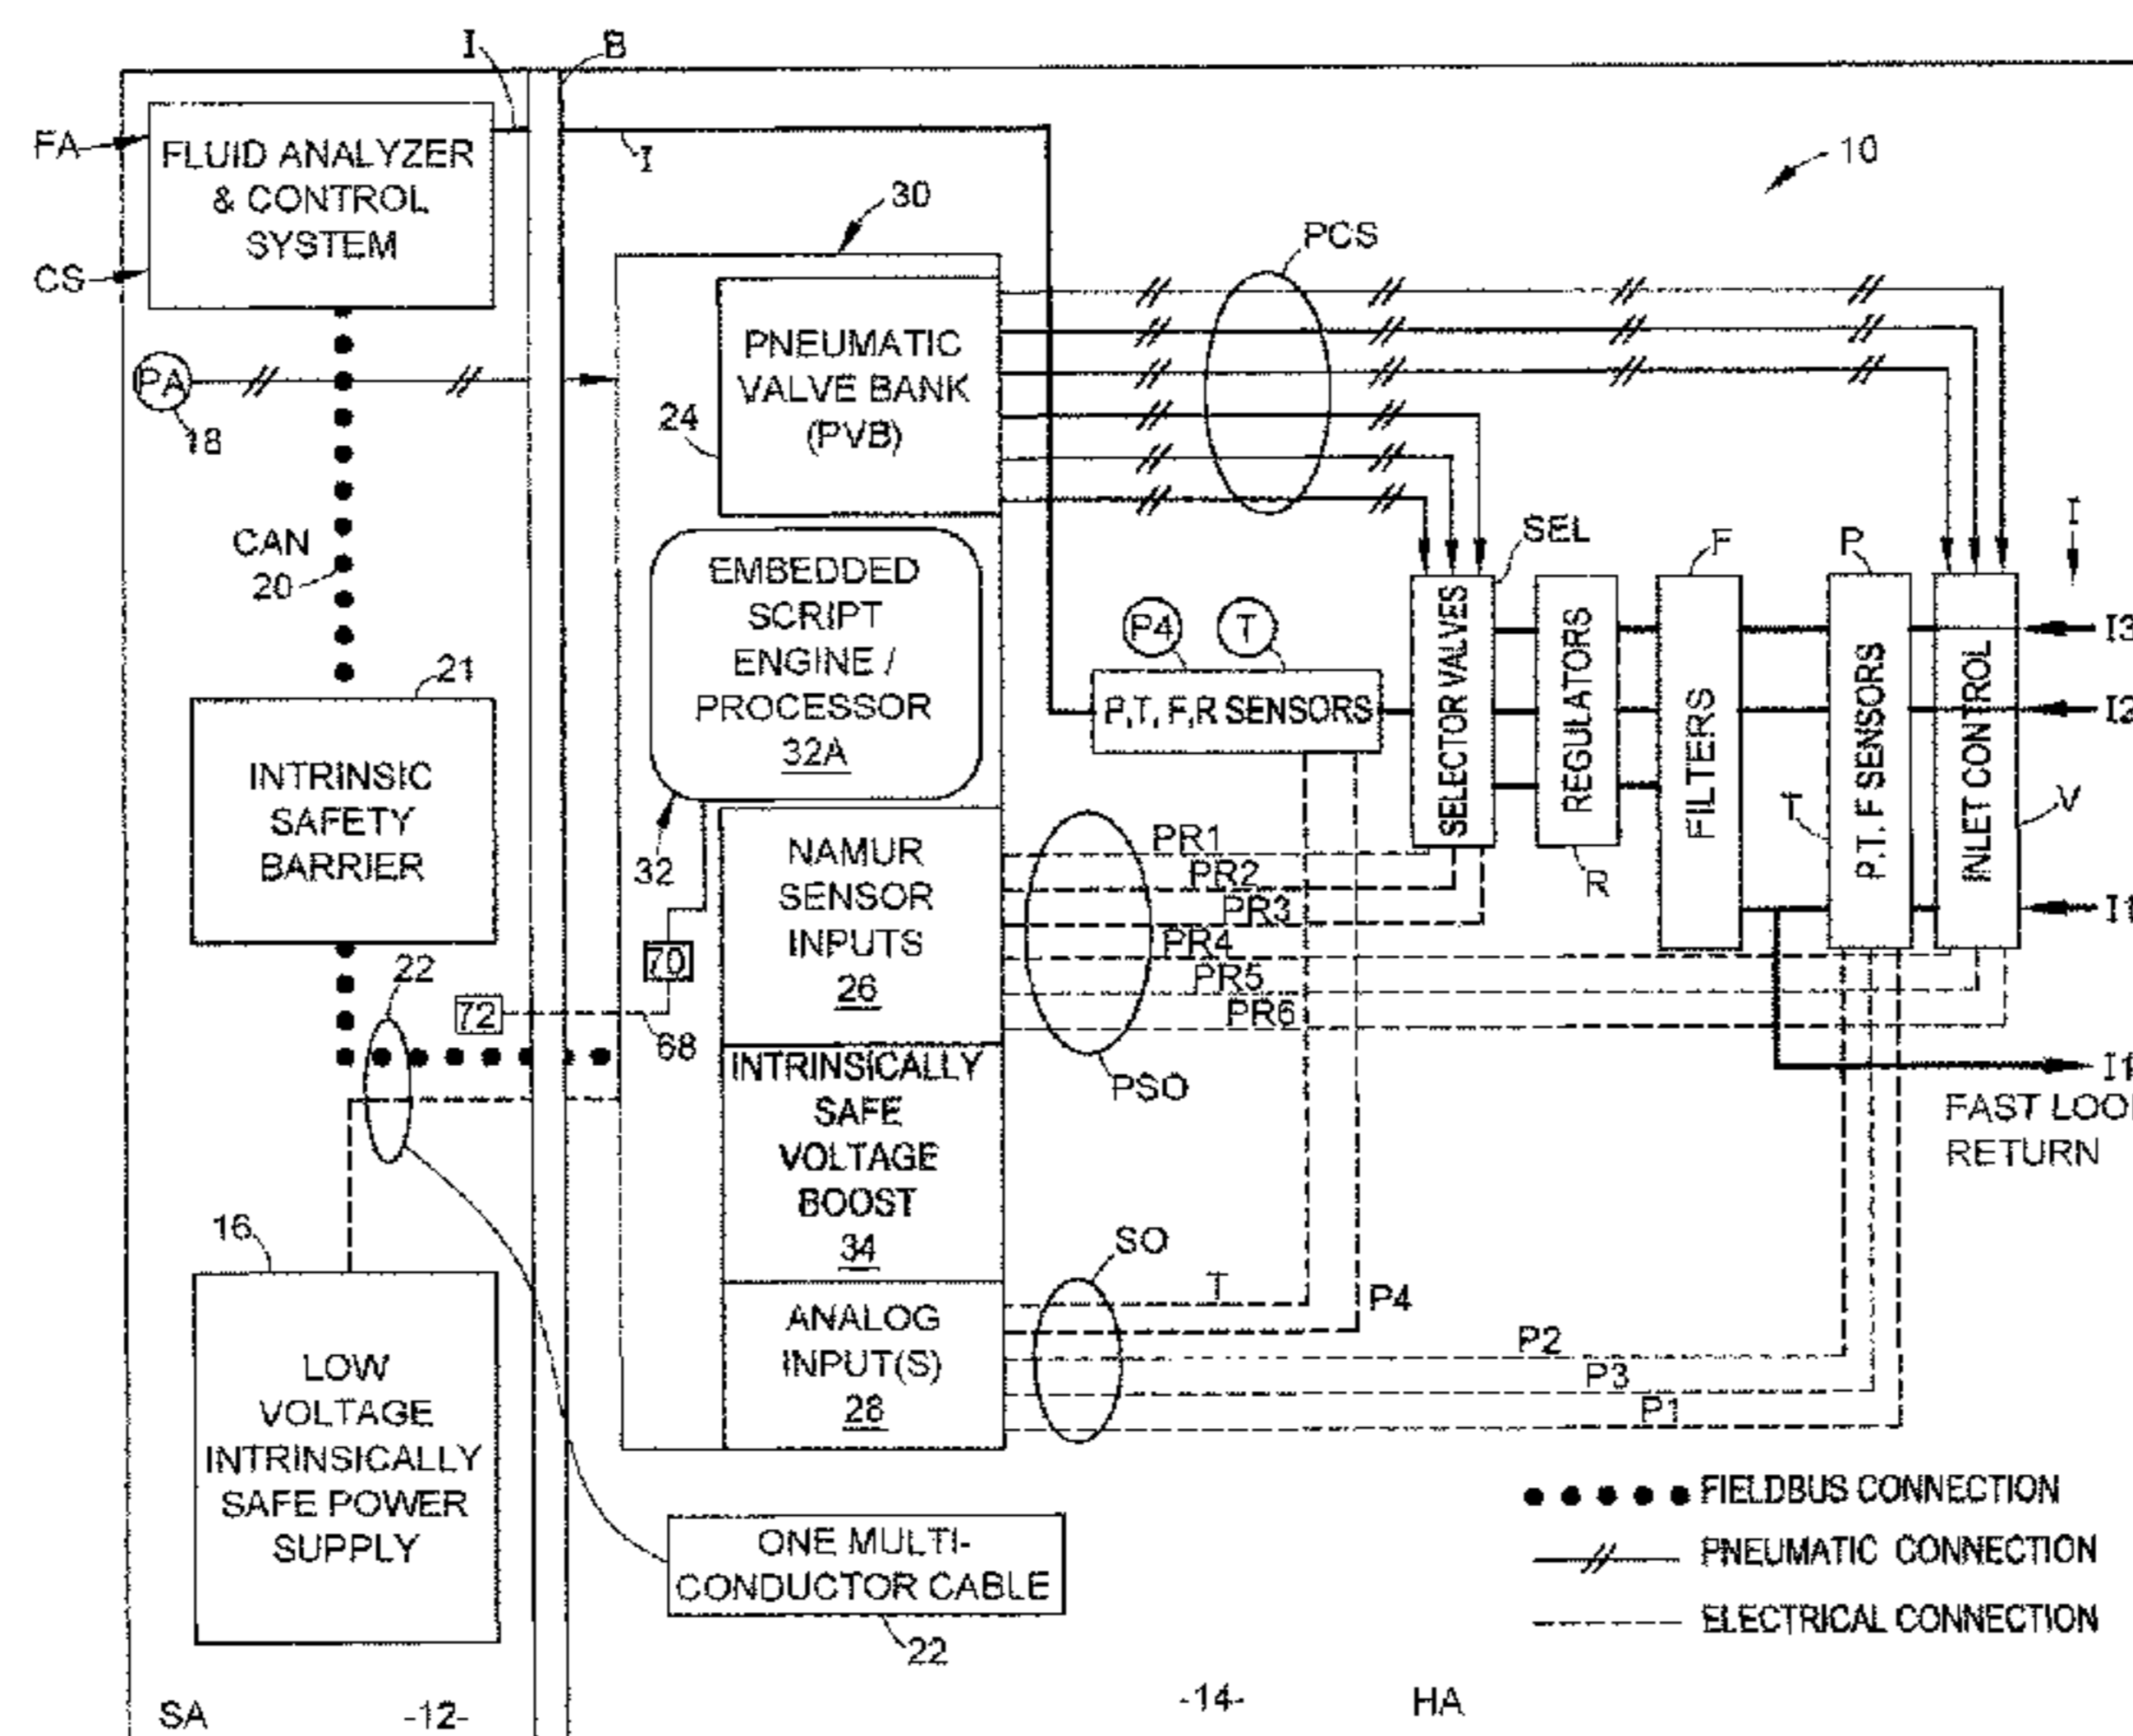 I
B
FA
FLUID ANALYZER
& CONTROL
SYSTEM
CS
I
10
30
PCS
PNEUMATIC
VALVE BANK
(PVB)
24
PA
18
CAN
20
EMBEDDED
SCRIPT
ENGINE /
PROCESSOR
32A
32
P4
T
P,T, F,R SENSORS
SEL
SELECTOR VALVES
REGULATORS
R
F
FILTERS
P
P,T, F SENSORS
T
INLET CONTROL
V
I
I3
I2
I1
21
INTRINSIC
SAFETY
BARRIER
22
72
70
68
NAMUR
SENSOR
INPUTS
26
PR1
PR2
PR3
PR4
PR5
PR6
PSO
I1
FAST LOO
RETURN
INTRINSICALLY
SAFE
VOLTAGE
BOOST
34
16
LOW
VOLTAGE
INTRINSICALLY
SAFE POWER
SUPPLY
ANALOG
INPUT(S)
28
SO
T
P4
P2
P3
P1
ONE MULTI-
CONDUCTOR CABLE
22
FIELDBUS CONNECTION
PNEUMATIC CONNECTION
ELECTRICAL CONNECTION
SA
-12-
-14-
HA